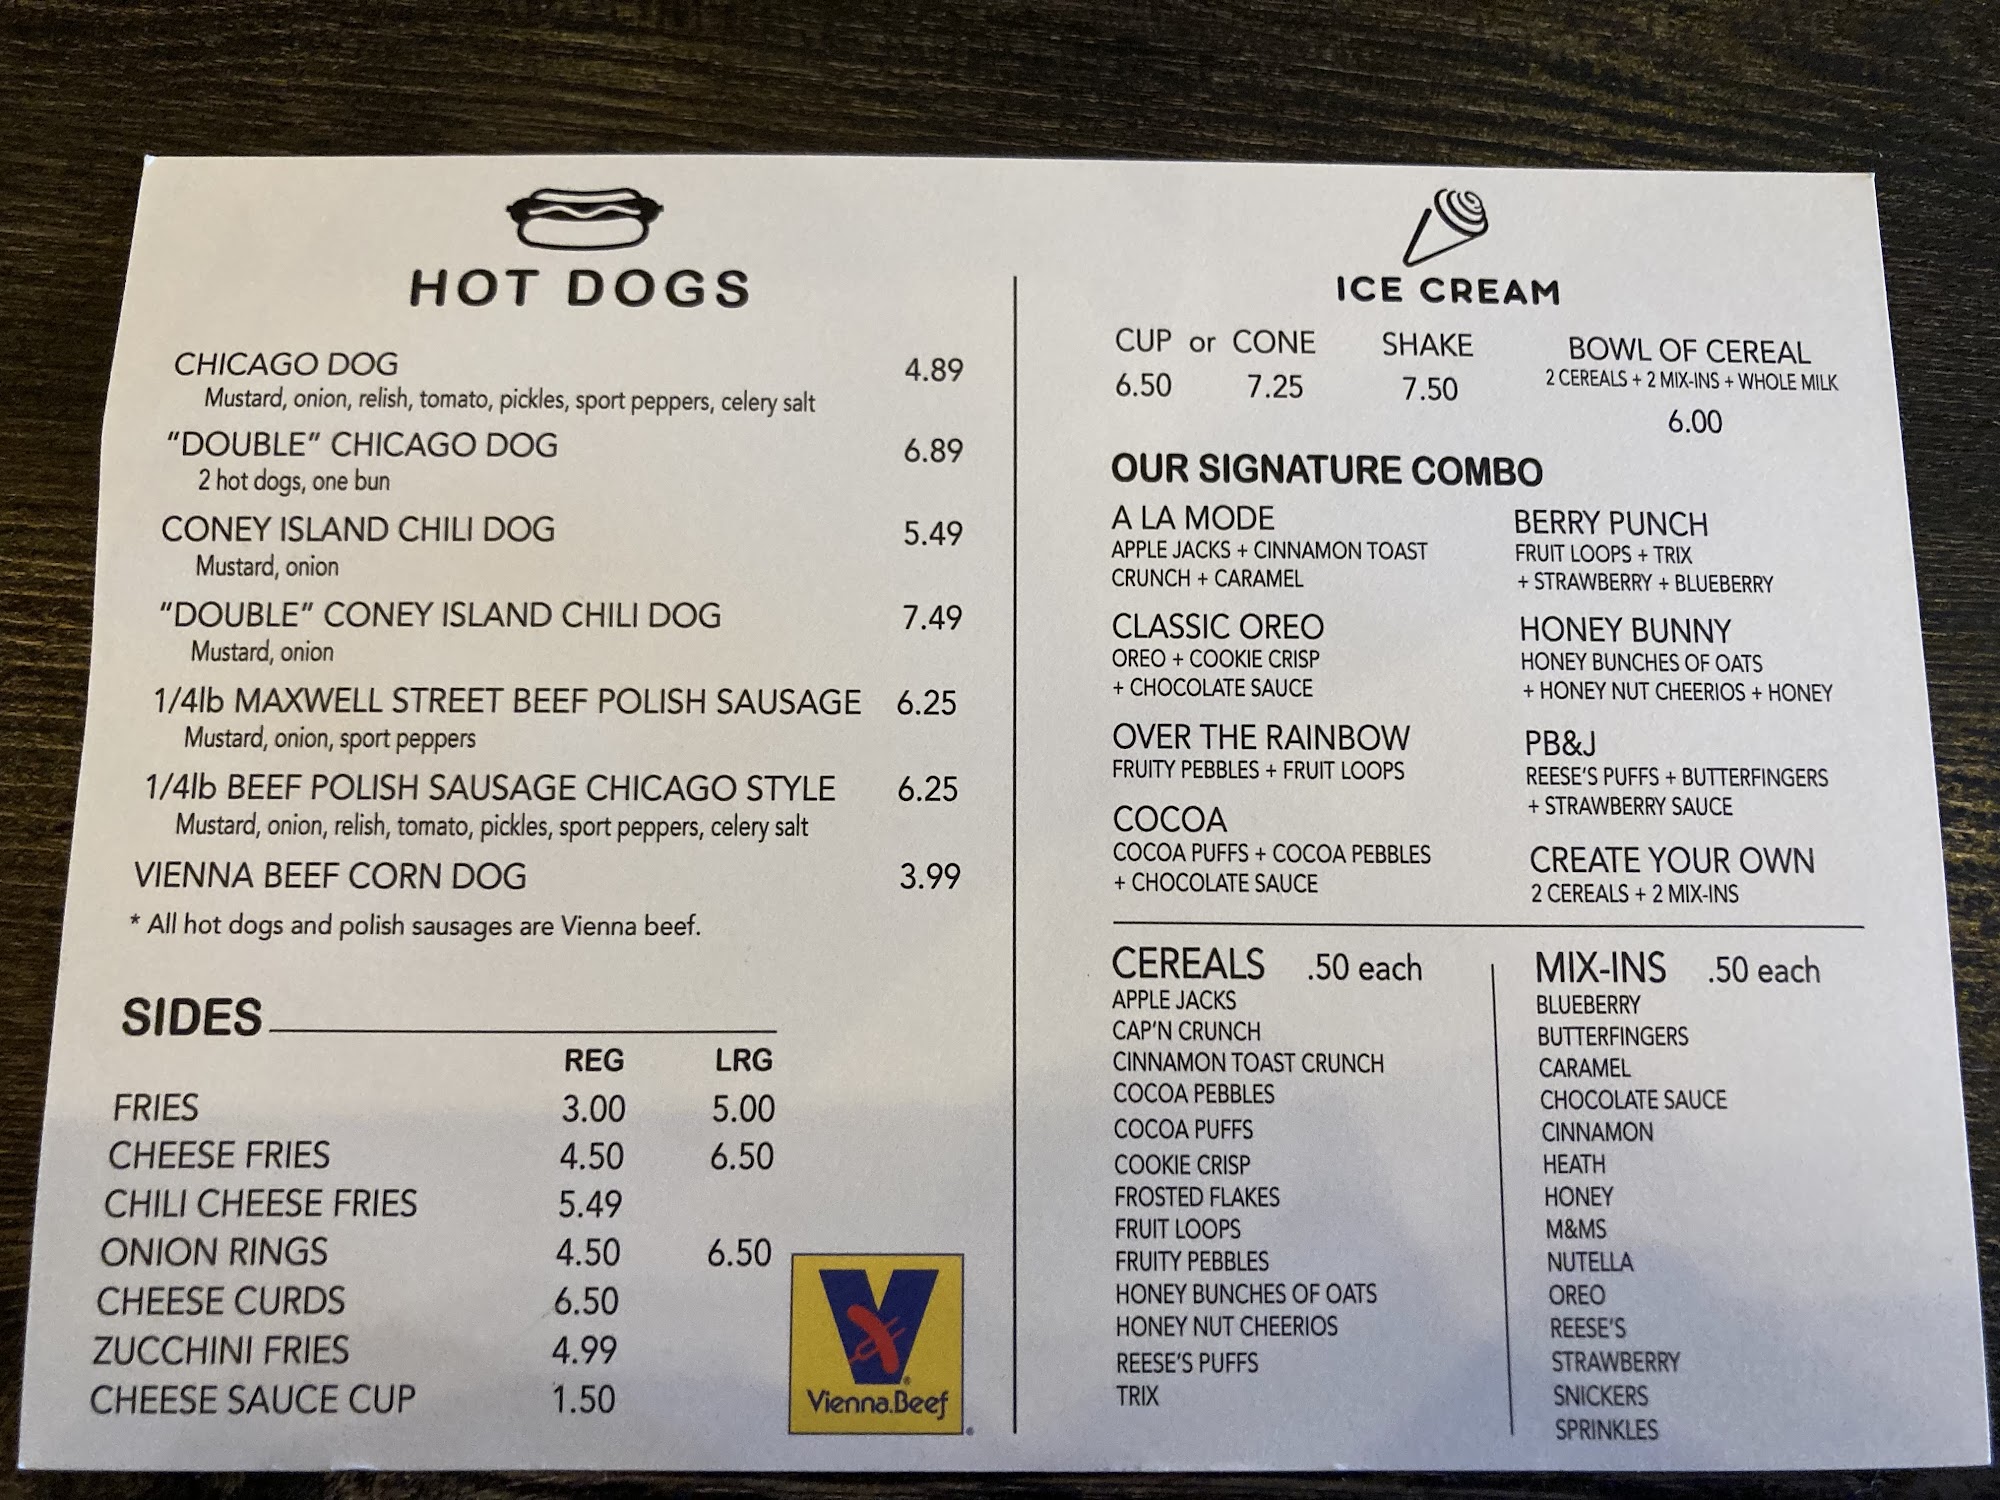 HOT DOGS
CHICAGO DOG 4.89
Mustard, onion, relish, tomato, pickles, sport peppers, celery salt
"DOUBLE" CHICAGO DOG 6.89
2 hot dogs, one bun
CONEY ISLAND CHILI DOG 5.49
Mustard, onion
"DOUBLE" CONEY ISLAND CHILI DOG 7.49
Mustard, onion
1/4lb MAXWELL STREET BEEF POLISH SAUSAGE 6.25
Mustard, onion, sport peppers
1/4lb BEEF POLISH SAUSAGE CHICAGO STYLE 6.25
Mustard, onion, relish, tomato, pickles, sport peppers, celery salt
VIENNA BEEF CORN DOG 3.99
* All hot dogs and polish sausages are Vienna beef.
SIDES
REG LRG
FRIES 3.00 5.00
CHEESE FRIES 4.50 6.50
CHILI CHEESE FRIES 5.49
ONION RINGS 4.50 6.50
CHEESE CURDS 6.50
ZUCCHINI FRIES 4.99
CHEESE SAUCE CUP 1.50
V
Vienna Beef
ICE CREAM
CUP or CONE SHAKE
6.50 7.25 7.50
BOWL OF CEREAL
2 CEREALS + 2 MIX-INS + WHOLE MILK
6.00
OUR SIGNATURE COMBO
A LA MODE
APPLE JACKS + CINNAMON TOAST
CRUNCH + CARAMEL
CLASSIC OREO
OREO + COOKIE CRISP
+ CHOCOLATE SAUCE
OVER THE RAINBOW
FRUITY PEBBLES + FRUIT LOOPS
COCOA
COCOA PUFFS + COCOA PEBBLES
+ CHOCOLATE SAUCE
BERRY PUNCH
FRUIT LOOPS + TRIX
+ STRAWBERRY + BLUEBERRY
HONEY BUNNY
HONEY BUNCHES OF OATS
+ HONEY NUT CHEERIOS + HONEY
PB&J
REESE'S PUFFS + BUTTERFINGERS
+ STRAWBERRY SAUCE
CREATE YOUR OWN
2 CEREALS + 2 MIX-INS
CEREALS .50 each
APPLE JACKS
CAP'N CRUNCH
CINNAMON TOAST CRUNCH
COCOA PEBBLES
COCOA PUFFS
COOKIE CRISP
FROSTED FLAKES
FRUIT LOOPS
FRUITY PEBBLES
HONEY BUNCHES OF OATS
HONEY NUT CHEERIOS
REESE'S PUFFS
TRIX
MIX-INS .50 each
BLUEBERRY
BUTTERFINGERS
CARAMEL
CHOCOLATE SAUCE
CINNAMON
HEATH
HONEY
M&MS
NUTELLA
OREO
REESE'S
STRAWBERRY
SNICKERS
SPRINKLES